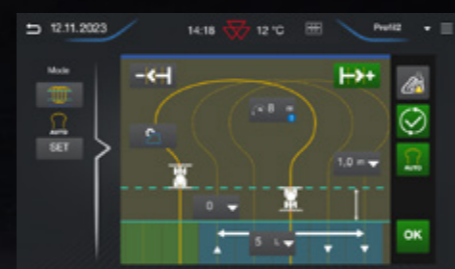 12.11.2023
14:18
12 °C
Profil2
Mode
AUTO
SET
8 m
1,0 m
AUTO
0
5 L
OK